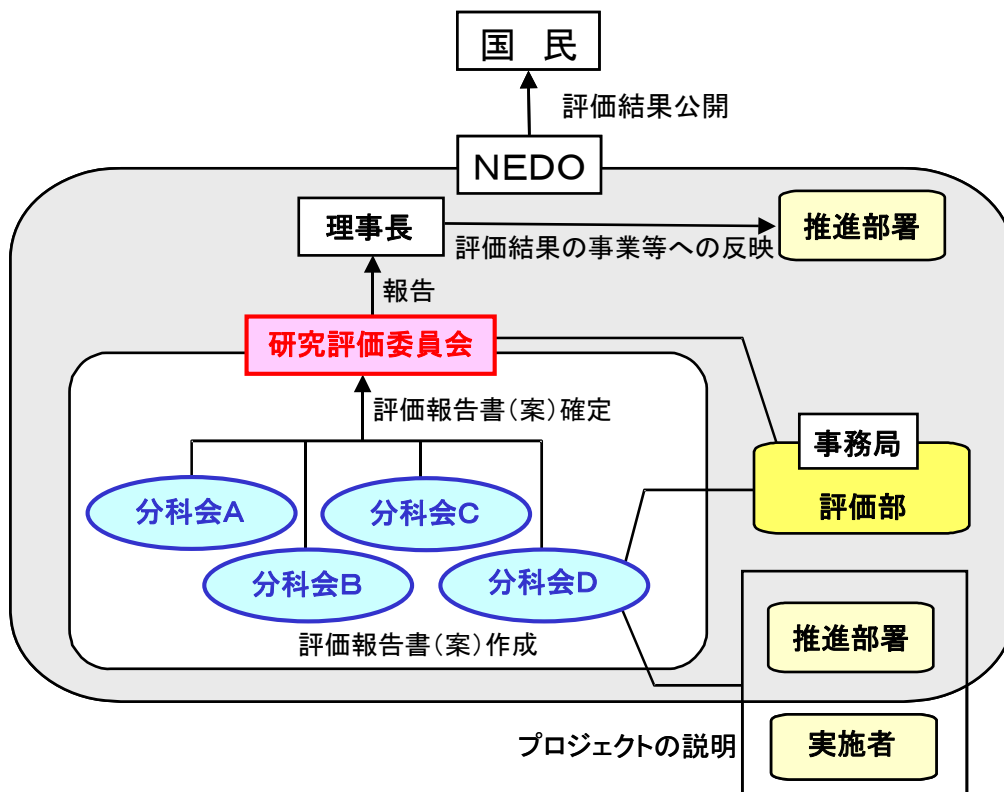 国　民
評価結果公開
ＮＥＤＯ
理事長
推進部署
評価結果の事業等への反映
報告
研究評価委員会
評価報告書（案）確定
事務局
評価部
分科会Ａ
分科会Ｃ
分科会Ｂ
分科会Ｄ
評価報告書（案）作成
推進部署
プロジェクトの説明
実施者